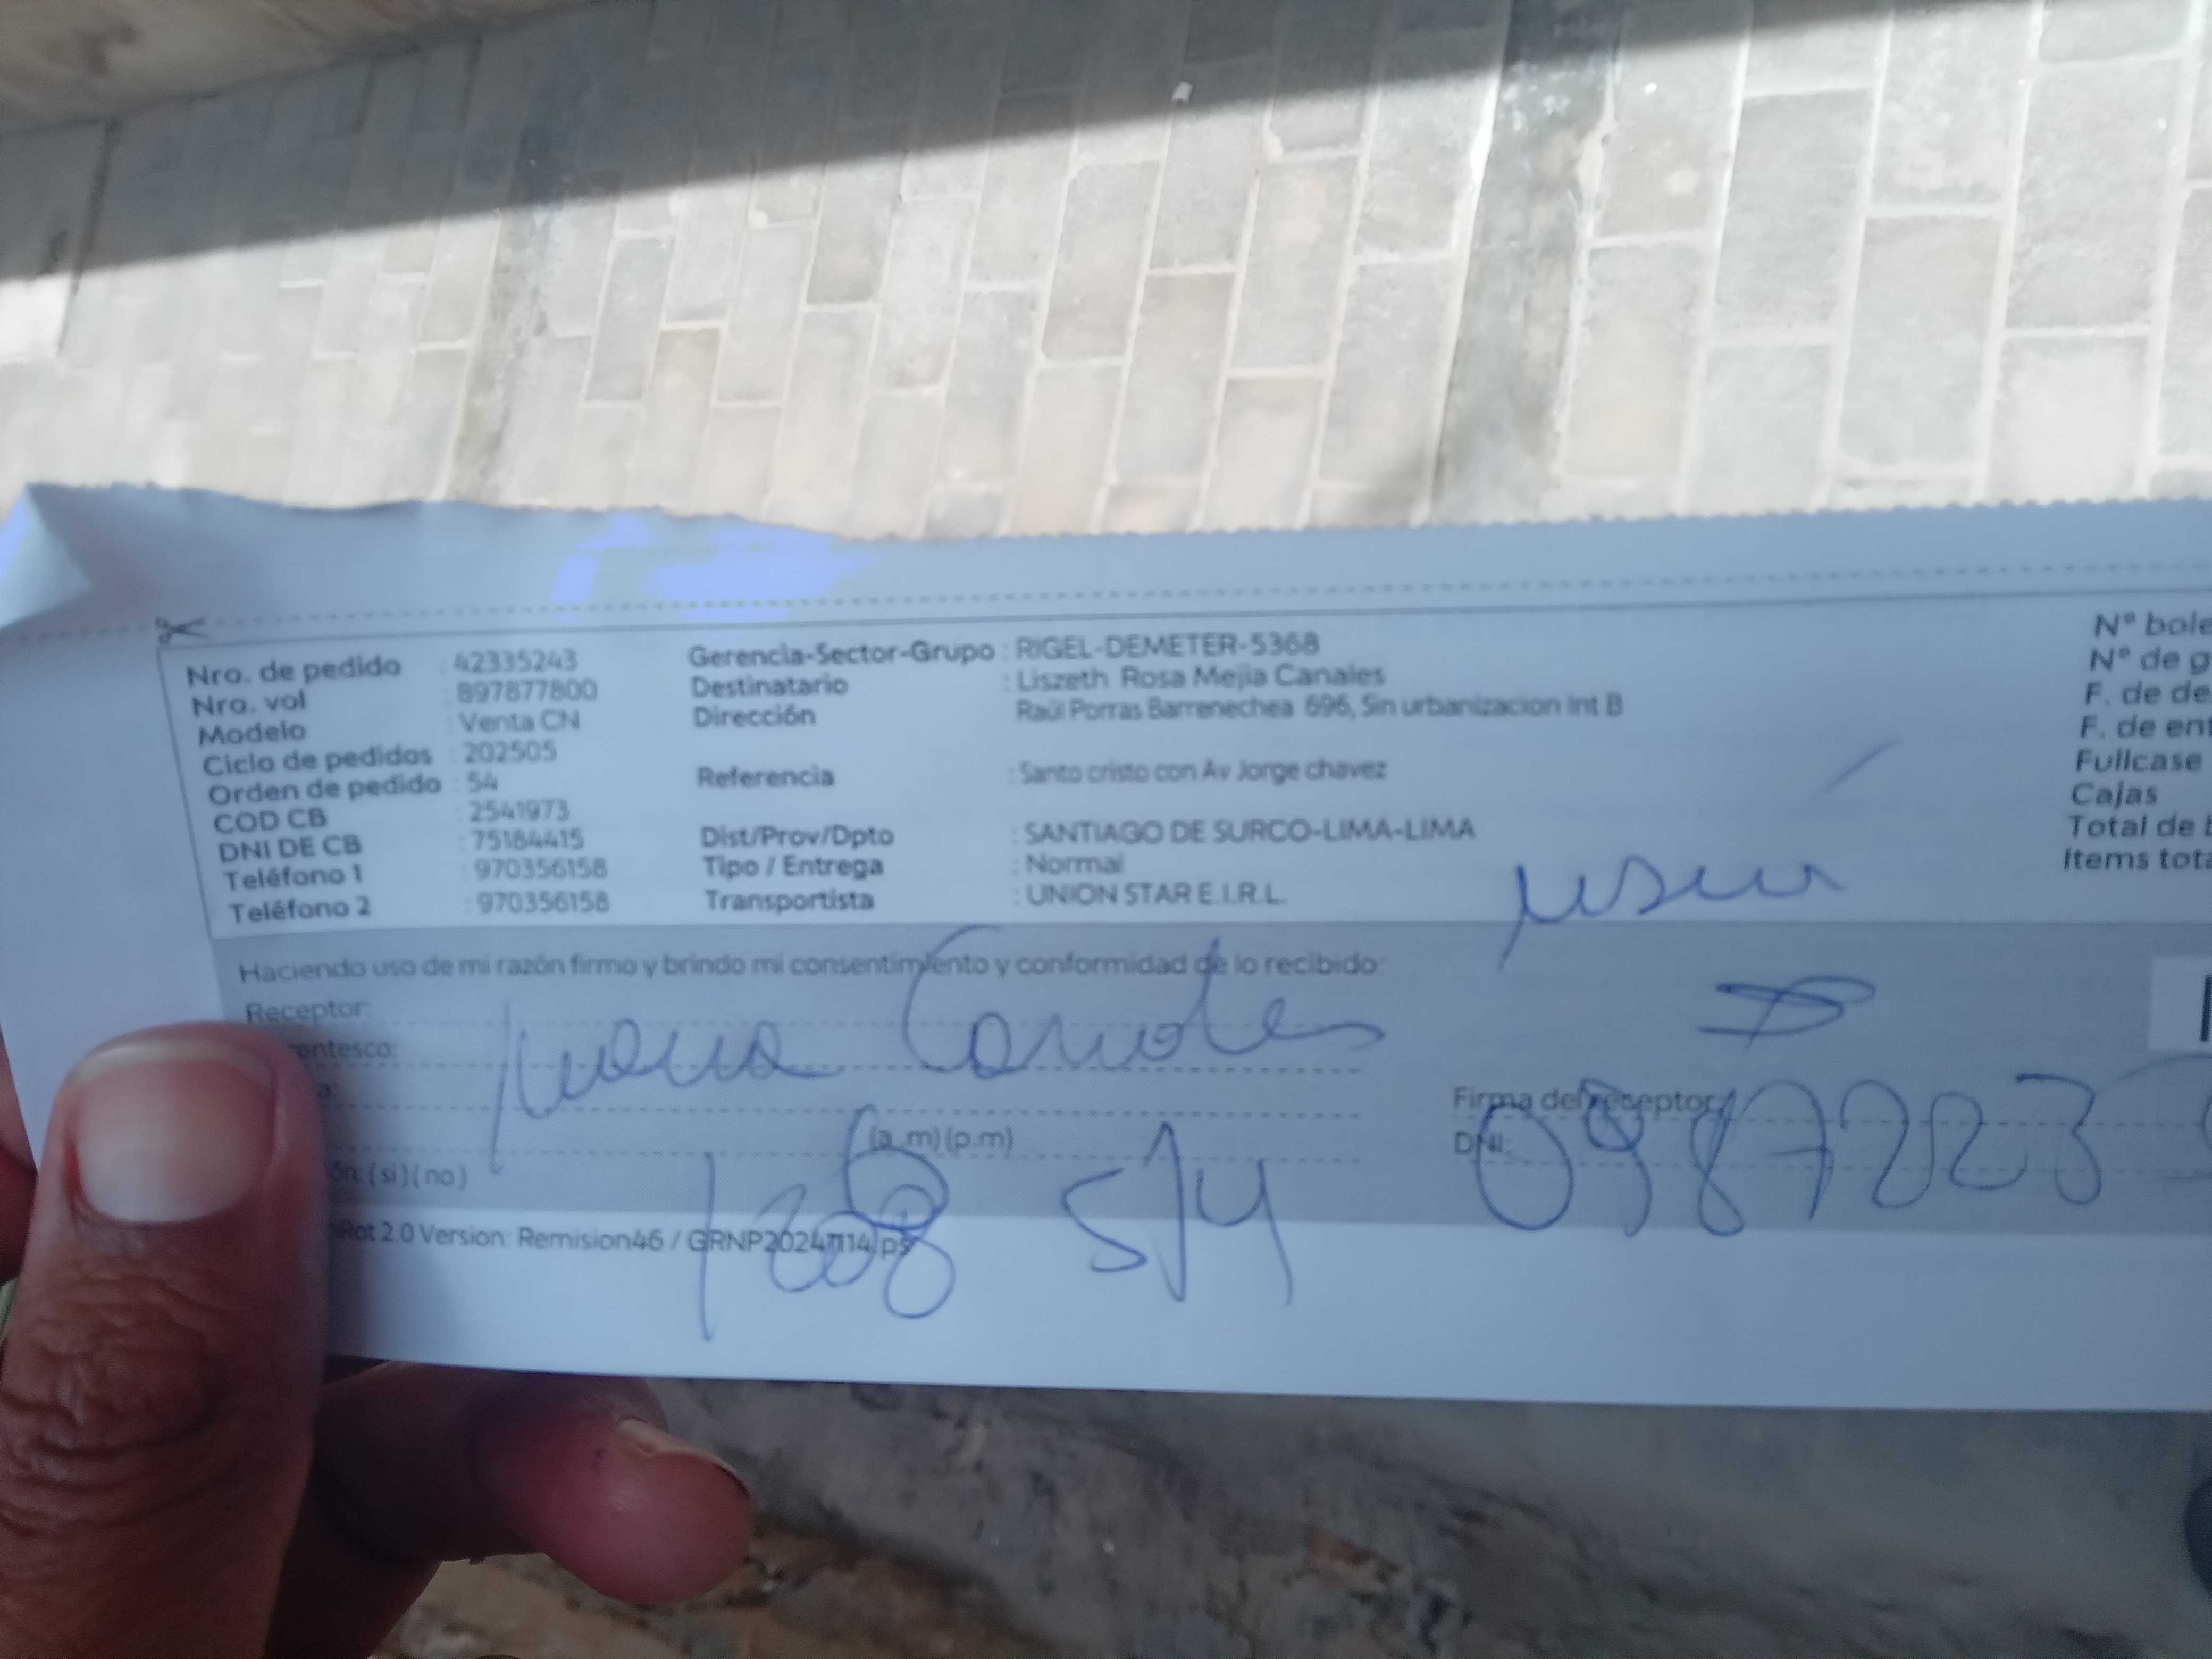 Nro. de pedido : 42335243 Gerencia-Sector-Grupo : RIGEL-DEMETER-5368 Nº bole
Nro. vol : 897877800 Destinatario : Liszeth Rosa Mejia Canales Nº de g
Modelo : Venta CN Dirección Raúl Porras Barrenechea 696, Sin urbanizacion Int B F. de de
Ciclo de pedidos : 202505 F. de ent
Orden de pedido : 54 Referencia : Santo cristo con Av Jorge chavez Fullcase
COD CB : 2541973 Cajas
DNI DE CB : 75184415 Dist/Prov/Dpto : SANTIAGO DE SURCO-LIMA-LIMA Total de b
Teléfono 1 : 970356158 Tipo / Entrega : Normal Items tota
Teléfono 2 : 970356158 Transportista : UNION STAR E.I.R.L.
Haciendo uso de mi razón firmo y brindo mi consentimiento y conformidad de lo recibido:
Receptor:
entesco:
Canales
Firma del receptor:
(a .m) (p.m)
DNI: 0987223
ón: (si) (no)
Rot 2.0 Version: Remision46 / GRNP20241114.ps